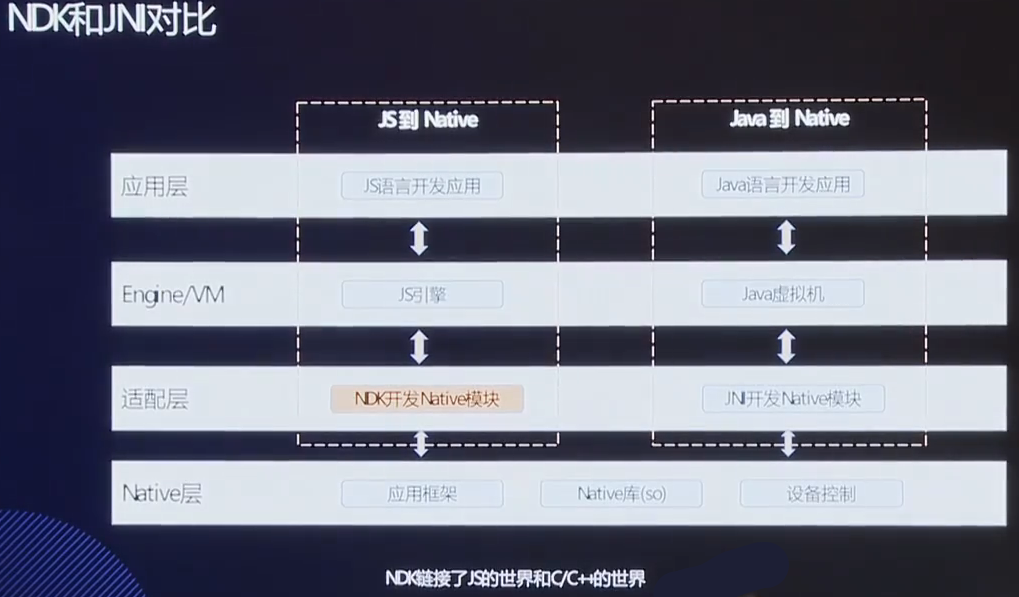 NDK和JNI对比
JS到 Native
Java 到 Native
应用层
JS语言开发应用
Java语言开发应用
Engine/VM
JS引擎
Java虚拟机
适配层
NDK开发Native模块
JNI开发Native模块
Native层
应用框架
Native库(so)
设备控制
NDK链接了JS的世界和C/C++的世界